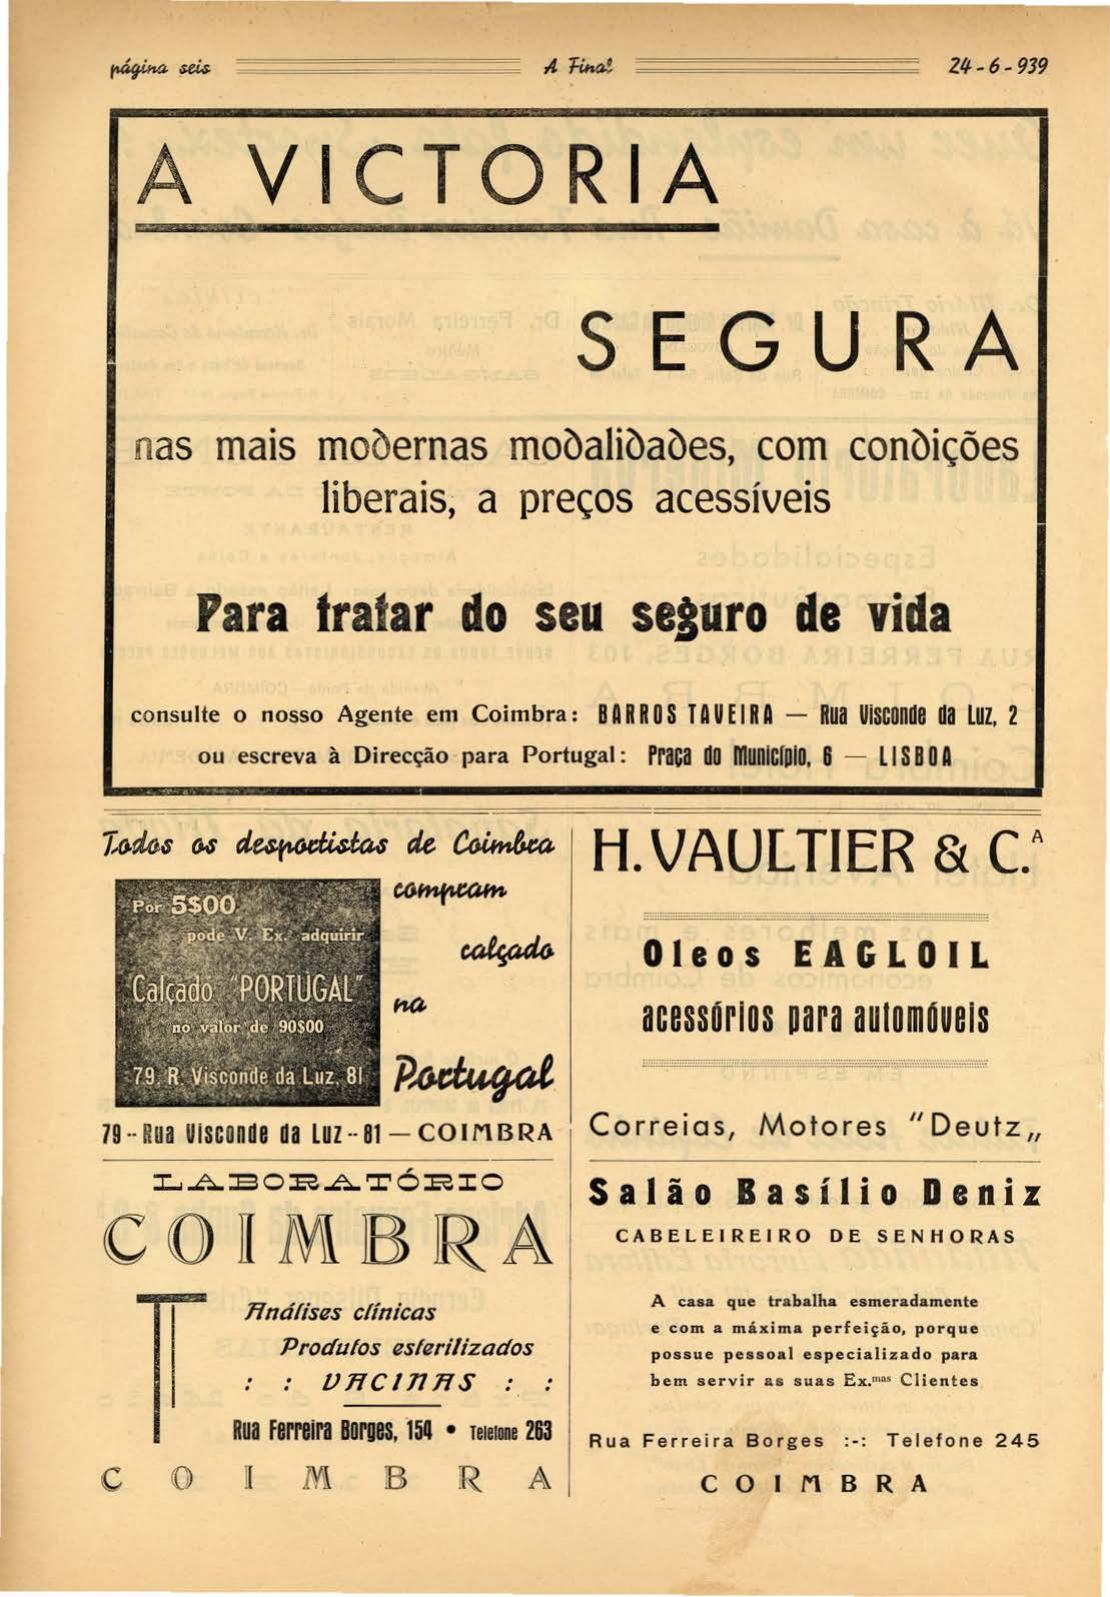 página seis A Final 24-6-939
A VICTORIA
SEGURA
nas mais modernas modalidades, com condições
liberais, a preços acessíveis
Para tratar do seu seguro de vida
consulte o nosso Agente em Coimbra: BARROS TAVEIRA — Rua Visconde da Luz, 2
ou escreva à Direcção para Portugal: Praça do Município, 6 — LISBOA
Todos os desportistas de Coimbra
compram
calçado
na
Portugal
Por 5$00
pode V. Ex. adquirir
Calçado "PORTUGAL"
no valor de 90$00
79, R. Visconde da Luz, 81
79--Rua Visconde da Luz--81 — COIMBRA
LABORATÓRIO
COIMBRA
Análises clínicas
Produtos esterilizados
: : VACINAS : :
Rua Ferreira Borges, 154 • Telefone 263
COIMBRA
H. VAULTIER & C.A
Oleos EAGLOIL
acessórios para automóveis
Correias, Motores "Deutz„
Salão Basílio Deniz
CABELEIREIRO DE SENHORAS
A casa que trabalha esmeradamente
e com a máxima perfeição, porque
possue pessoal especializado para
bem servir as suas Ex.mas Clientes
Rua Ferreira Borges :-: Telefone 245
COIMBRA